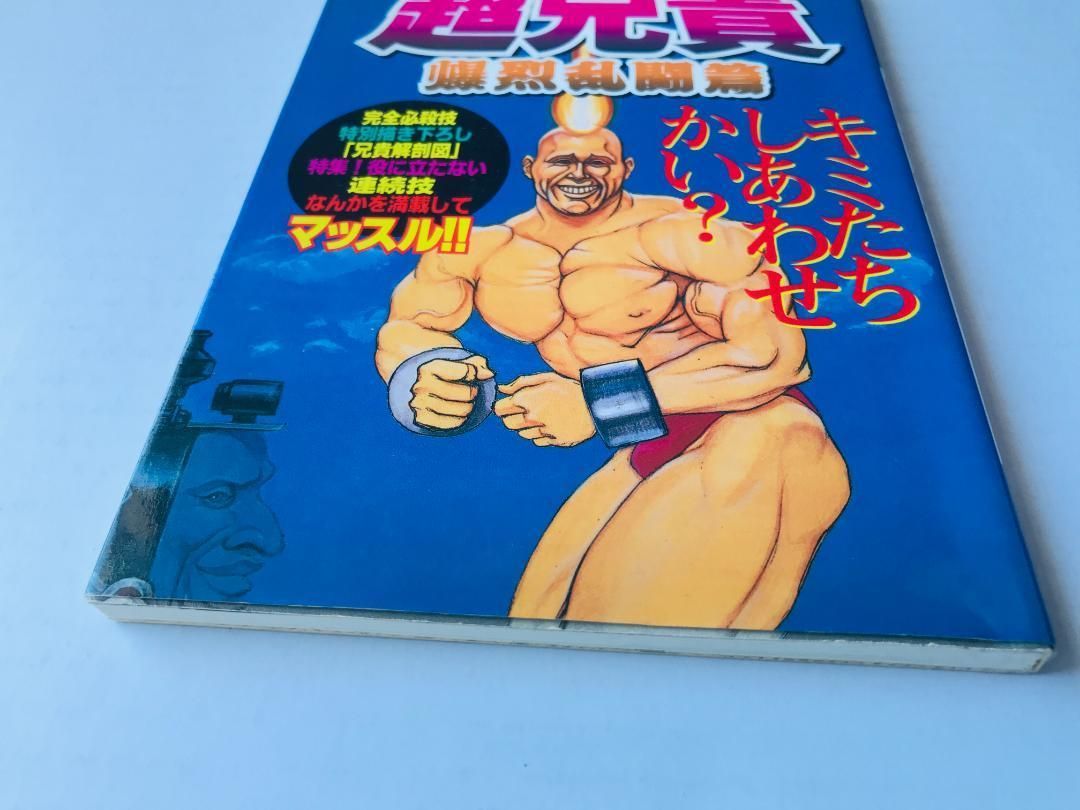 超兄貴
爆烈乱闘篇
完全必殺技
特別描き下ろし
「兄貴解剖図」
特集！役に立たない
連続技
なんかを満載して
マッスル!!
キミたち
しあわせ
かい？